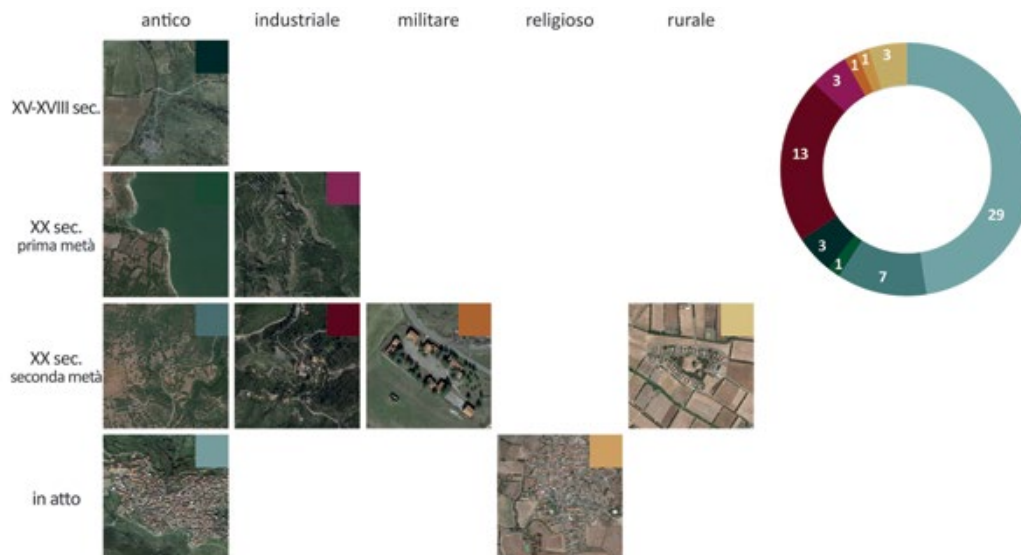 antico industriale militare religioso rurale
XV-XVIII sec.
XX sec.
prima metà
XX sec.
seconda metà
in atto
3 1 1 3
13
29
3
1
7